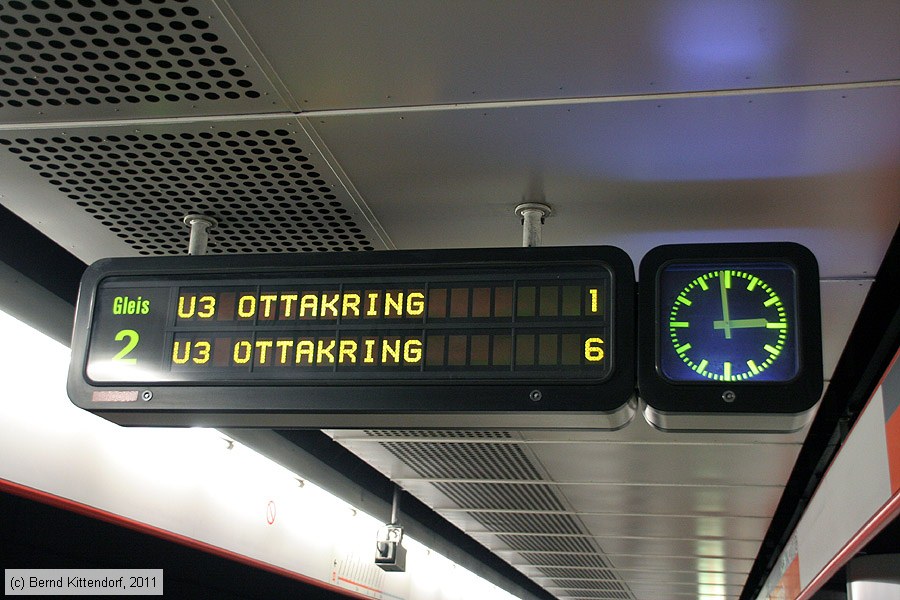 Gleis
2
U3 OTTAKRING 1
U3 OTTAKRING 6
(c) Bernd Kittendorf, 2011